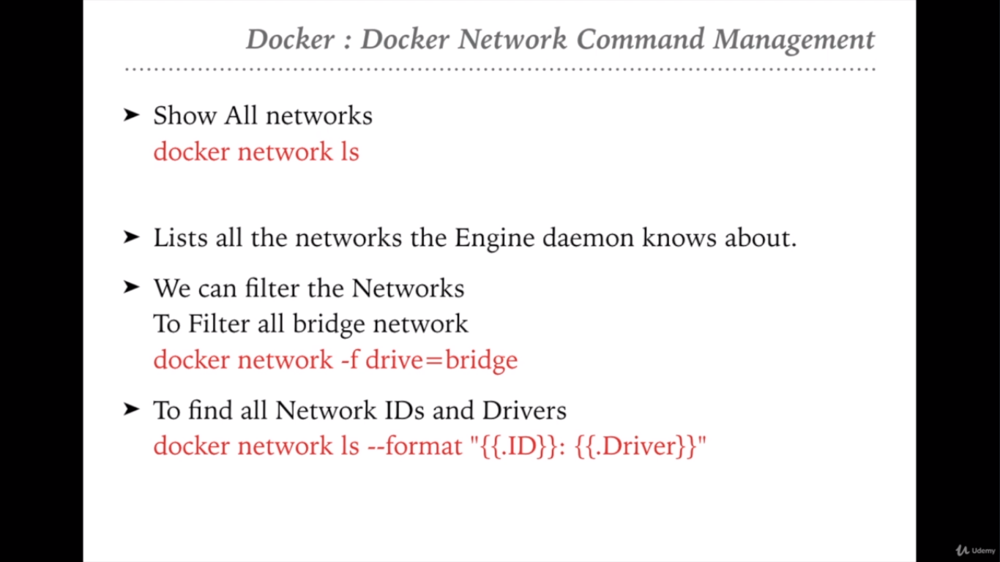 Docker : Docker Network Command Management
➤ Show All networks
docker network ls
➤ Lists all the networks the Engine daemon knows about.
➤ We can filter the Networks
To Filter all bridge network
docker network -f drive=bridge
➤ To find all Network IDs and Drivers
docker network ls --format "{{.ID}}: {{.Driver}}"
Udemy